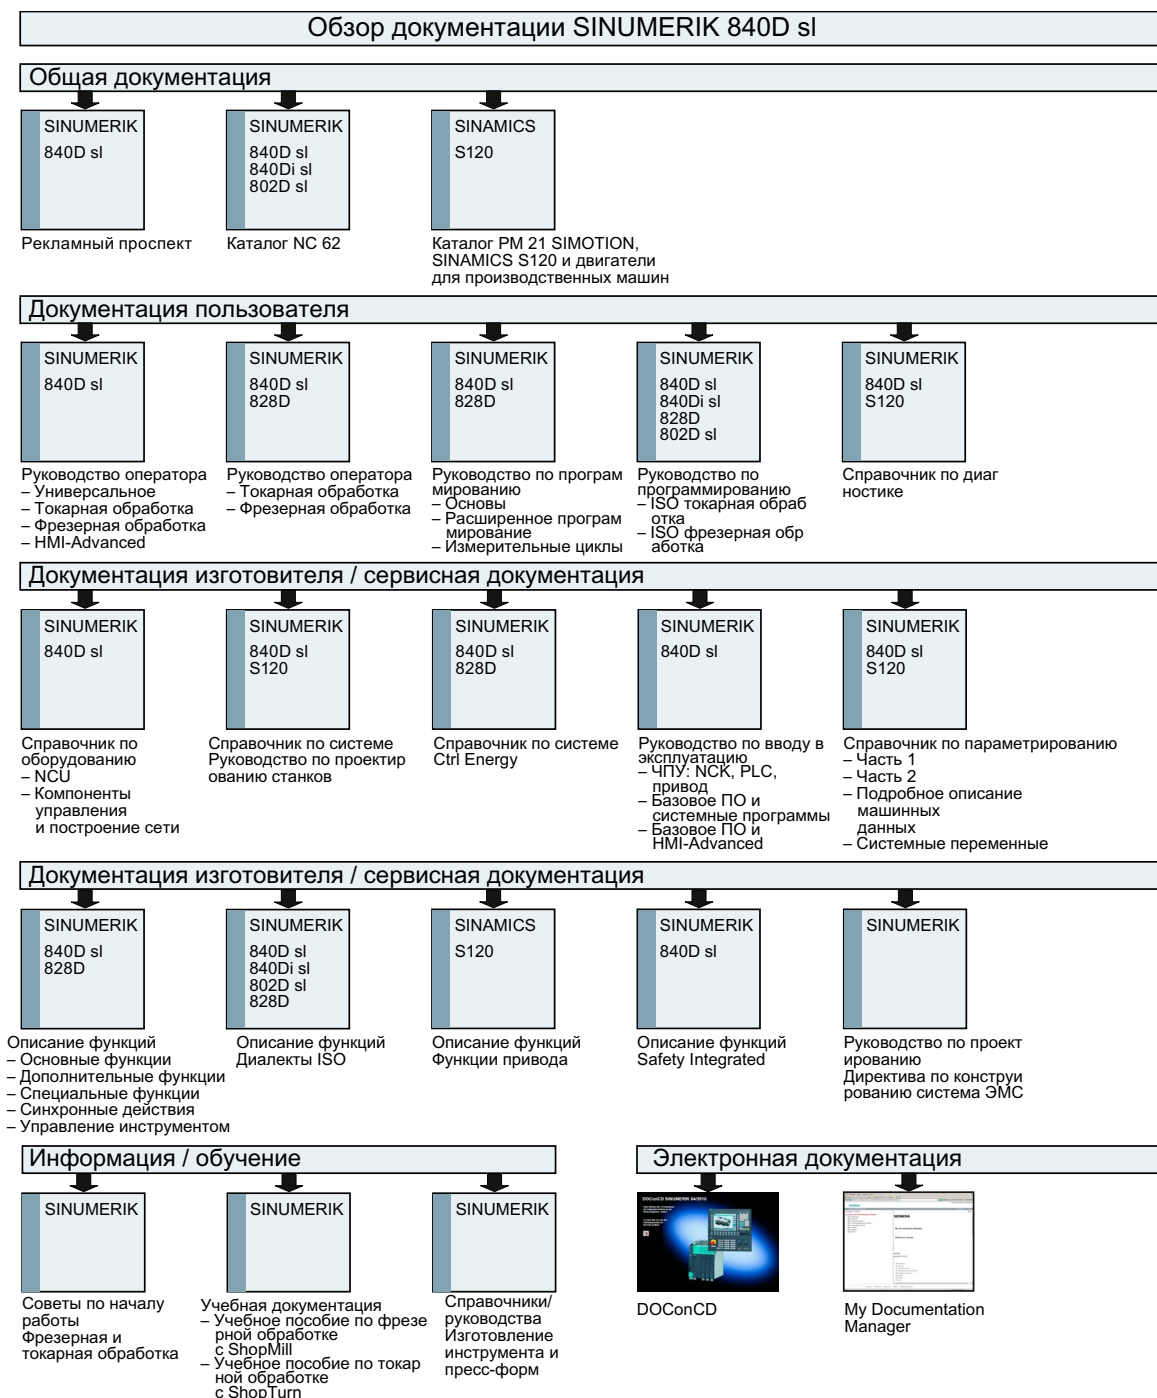 Обзор документации SINUMERIK 840D sl
Общая документация
SINUMERIK
840D sl
Рекламный проспект
SINUMERIK
840D sl
840Di sl
802D sl
Каталог NC 62
SINAMICS
S120
Каталог PM 21 SIMOTION,
SINAMICS S120 и двигатели
для производственных машин
Документация пользователя
SINUMERIK
840D sl
Руководство оператора
– Универсальное
– Токарная обработка
– Фрезерная обработка
– HMI-Advanced
SINUMERIK
840D sl
828D
Руководство оператора
– Токарная обработка
– Фрезерная обработка
SINUMERIK
840D sl
828D
Руководство по програм
мированию
– Основы
– Расширенное програм
мирование
– Измерительные циклы
SINUMERIK
840D sl
840Di sl
828D
802D sl
Руководство по
программированию
– ISO токарная обраб
отка
– ISO фрезерная обр
аботка
SINUMERIK
840D sl
S120
Справочник по диаг
ностике
Документация изготовителя / сервисная документация
SINUMERIK
840D sl
Справочник по
оборудованию
– NCU
– Компоненты
управления
и построение сети
SINUMERIK
840D sl
S120
Справочник по системе
Руководство по проектир
ованию станков
SINUMERIK
840D sl
828D
Справочник по системе
Ctrl Energy
SINUMERIK
840D sl
Руководство по вводу в
эксплуатацию
– ЧПУ: NCK, PLC,
привод
– Базовое ПО и
системные программы
– Базовое ПО и
HMI-Advanced
SINUMERIK
840D sl
S120
Справочник по параметрированию
– Часть 1
– Часть 2
– Подробное описание
машинных
данных
– Системные переменные
Документация изготовителя / сервисная документация
SINUMERIK
840D sl
828D
Описание функций
– Основные функции
– Дополнительные функции
– Специальные функции
– Синхронные действия
– Управление инструментом
SINUMERIK
840D sl
840Di sl
802D sl
828D
Описание функций
Диалекты ISO
SINAMICS
S120
Описание функций
Функции привода
SINUMERIK
840D sl
Описание функций
Safety Integrated
SINUMERIK
Руководство по проект
ированию
Директива по конструи
рованию система ЭМС
Информация / обучение
SINUMERIK
Советы по началу
работы
Фрезерная и
токарная обработка
SINUMERIK
Учебная документация
– Учебное пособие по фрезе
рной обработке
с ShopMill
– Учебное пособие по токар
ной обработке
с ShopTurn
SINUMERIK
Справочники/
руководства
Изготовление
инструмента и
пресс-форм
Электронная документация
DOConCD SINUMERIK 04/2010
DOConCD
SIEMENS
My Documentation Manager
My Documentation
Manager